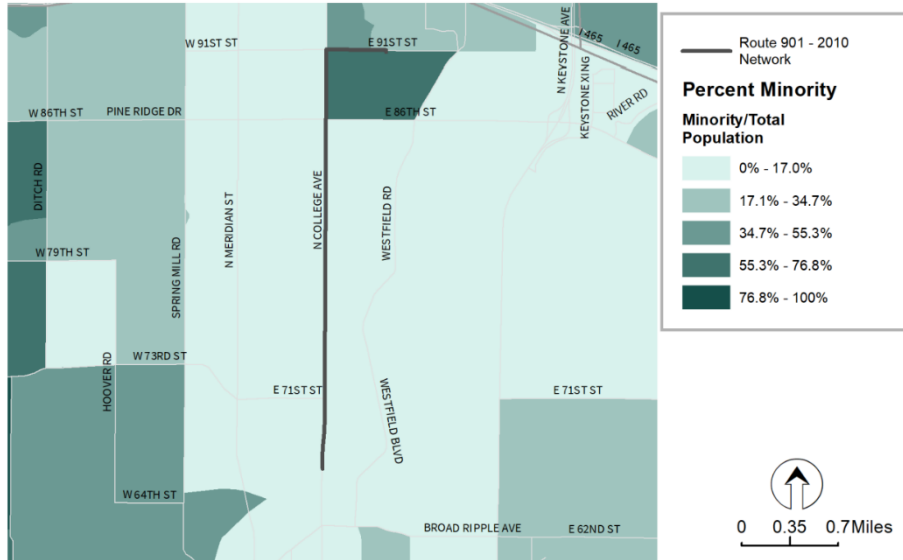 W 91ST ST
E 91ST ST
N KEYSTONE AVE
I 465
I 465
W 86TH ST
PINE RIDGE DR
E 86TH ST
KEYSTONE XING
RIVER RD
DITCH RD
N MERIDIAN ST
N COLLEGE AVE
WESTFIELD RD
W 79TH ST
SPRING MILL RD
HOOVER RD
W 73RD ST
E 71ST ST
WESTFIELD BLVD
E 71ST ST
W 64TH ST
BROAD RIPPLE AVE
E 62ND ST
Route 901 - 2010
Network
Percent Minority
Minority/Total
Population
0% - 17.0%
17.1% - 34.7%
34.7% - 55.3%
55.3% - 76.8%
76.8% - 100%
0 0.35 0.7 Miles